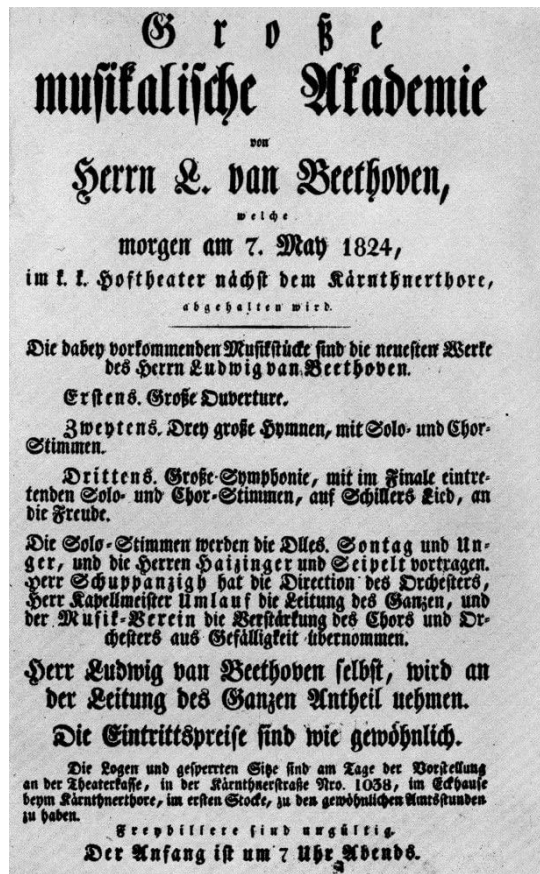 Große
musikalische Akademie
von
Herrn L. van Beethoven,
welche
morgen am 7. May 1824,
im k. k. Hoftheater nächst dem Kärnthnerthore,
abgehalten wird.
Die dabey vorkommenden Musikstücke sind die neuesten Werke
des Herrn Ludwig van Beethoven.
Erstens. Große Ouverture.
Zweytens. Drey große Hymnen, mit Solo- und Chor-
Stimmen.
Drittens. Große Symphonie, mit im Finale eintre-
tenden Solo- und Chor-Stimmen, auf Schillers Lied, an
die Freude.
Die Solo-Stimmen werden die Dlles. Sontag und Un-
ger, und die Herren Haizinger und Seipelt vortragen.
Herr Schuppanzigh hat die Direction des Orchesters,
Herr Kapellmeister Umlauf die Leitung des Ganzen, und
der Musik-Verein die Verstärkung des Chors und Or-
chesters aus Gefälligkeit übernommen.
Herr Ludwig van Beethoven selbst, wird an
der Leitung des Ganzen Antheil nehmen.
Die Eintrittspreise sind wie gewöhnlich.
Die Logen und gesperrten Sitze sind am Tage der Vorstellung
an der Theaterkasse, in der Kärnthnerstraße Nro. 1038, im Eckhause
beym Kärnthnerthore, im ersten Stocke, zu den gewöhnlichen Amtsstunden
zu haben.
Freybillete sind ungültig.
Der Anfang ist um 7 Uhr Abends.